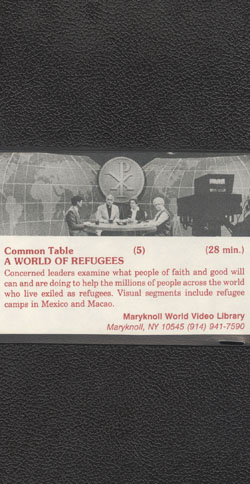 Common Table (5) (28 min.)
A WORLD OF REFUGEES
Concerned leaders examine what people of faith and good will
can and are doing to help the millions of people across the world
who live exiled as refugees. Visual segments include refugee
camps in Mexico and Macao.
Maryknoll World Video Library
Maryknoll, NY 10545 (914) 941-7590